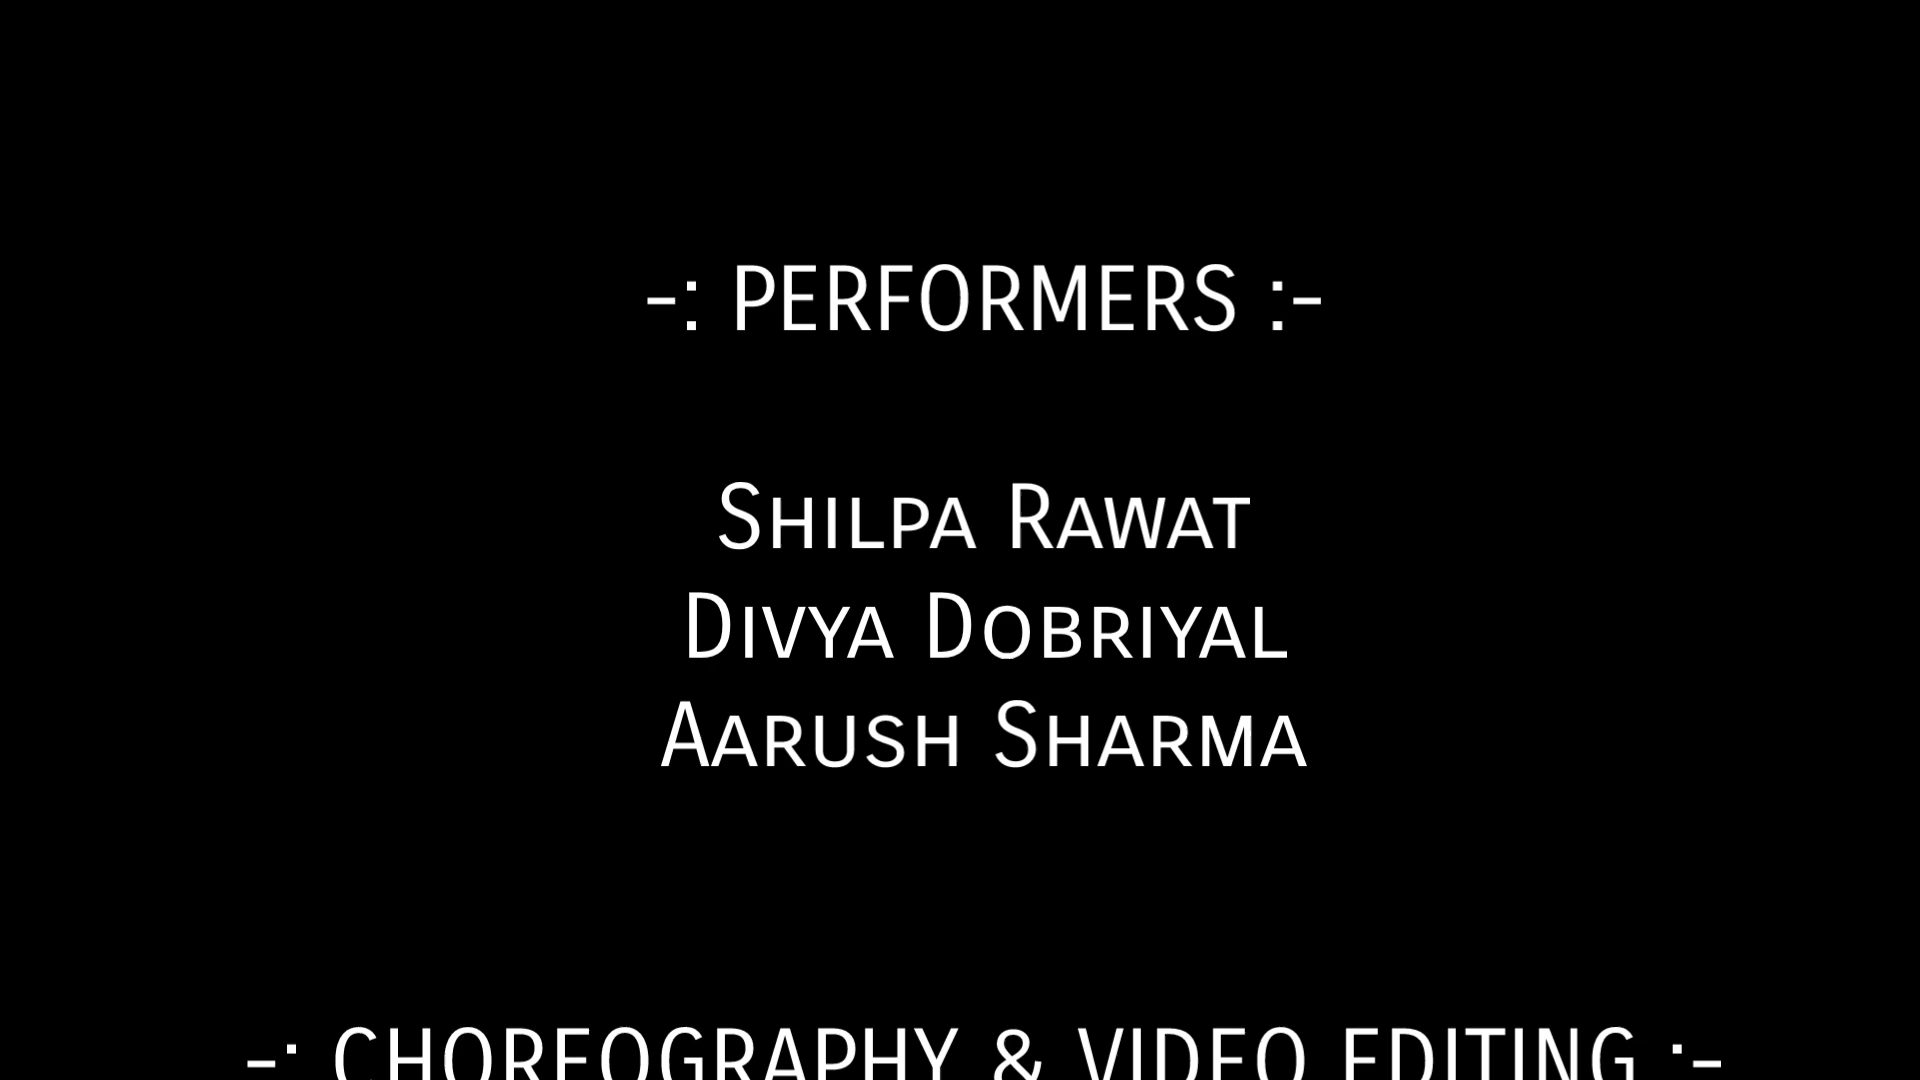 -: PERFORMERS :-
Shilpa Rawat
Divya Dobriyal
Aarush Sharma
-: CHOREOGRAPHY & VIDEO EDITING :-